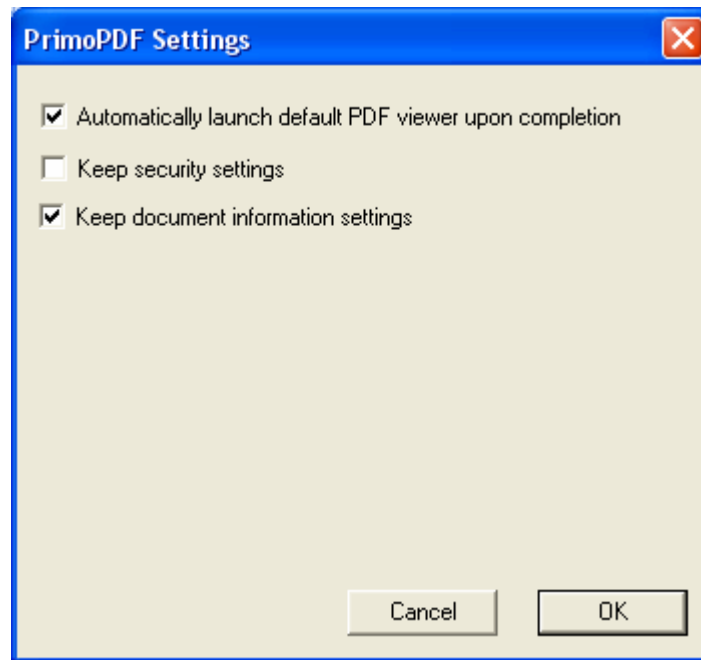 PrimoPDF Settings
Automatically launch default PDF viewer upon completion
Keep security settings
Keep document information settings
Cancel OK